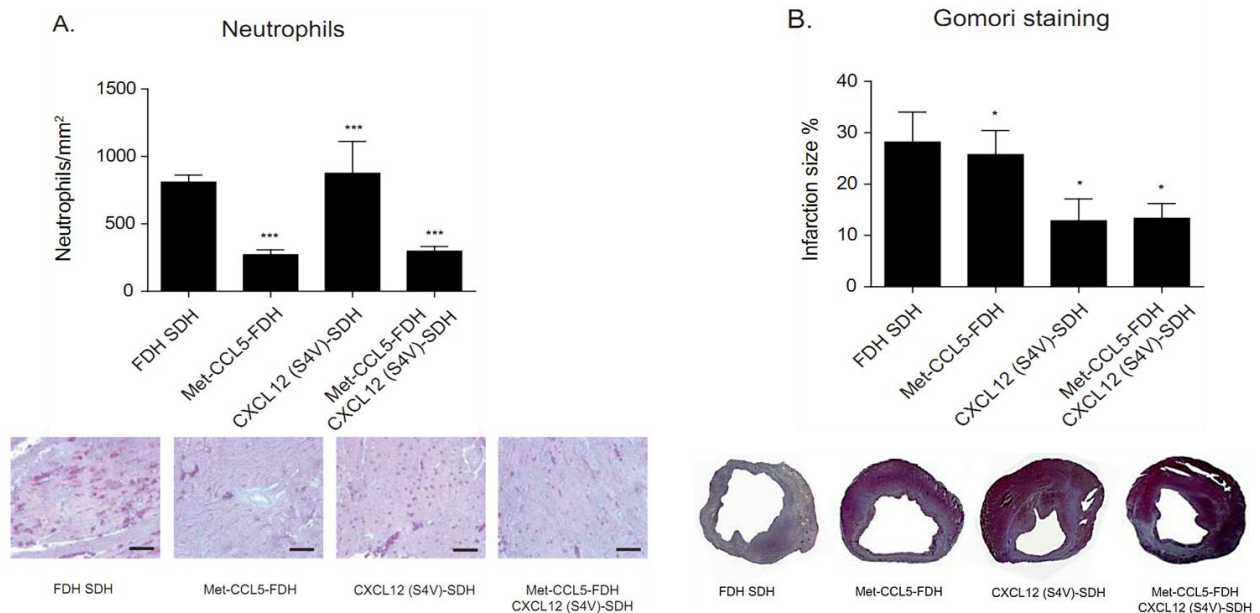 A.
Neutrophils
Neutrophils/mm²
1500
1000
500
0
***
***
***
FDH SDH
Met-CCL5-FDH
CXCL12 (S4V)-SDH
Met-CCL5-FDH
CXCL12 (S4V)-SDH
FDH SDH
Met-CCL5-FDH
CXCL12 (S4V)-SDH
Met-CCL5-FDH
CXCL12 (S4V)-SDH
B.
Gomori staining
Infarction size %
40
30
20
10
0
*
*
*
FDH SDH
Met-CCL5-FDH
CXCL12 (S4V)-SDH
Met-CCL5-FDH
CXCL12 (S4V)-SDH
FDH SDH
Met-CCL5-FDH
CXCL12 (S4V)-SDH
Met-CCL5-FDH
CXCL12 (S4V)-SDH